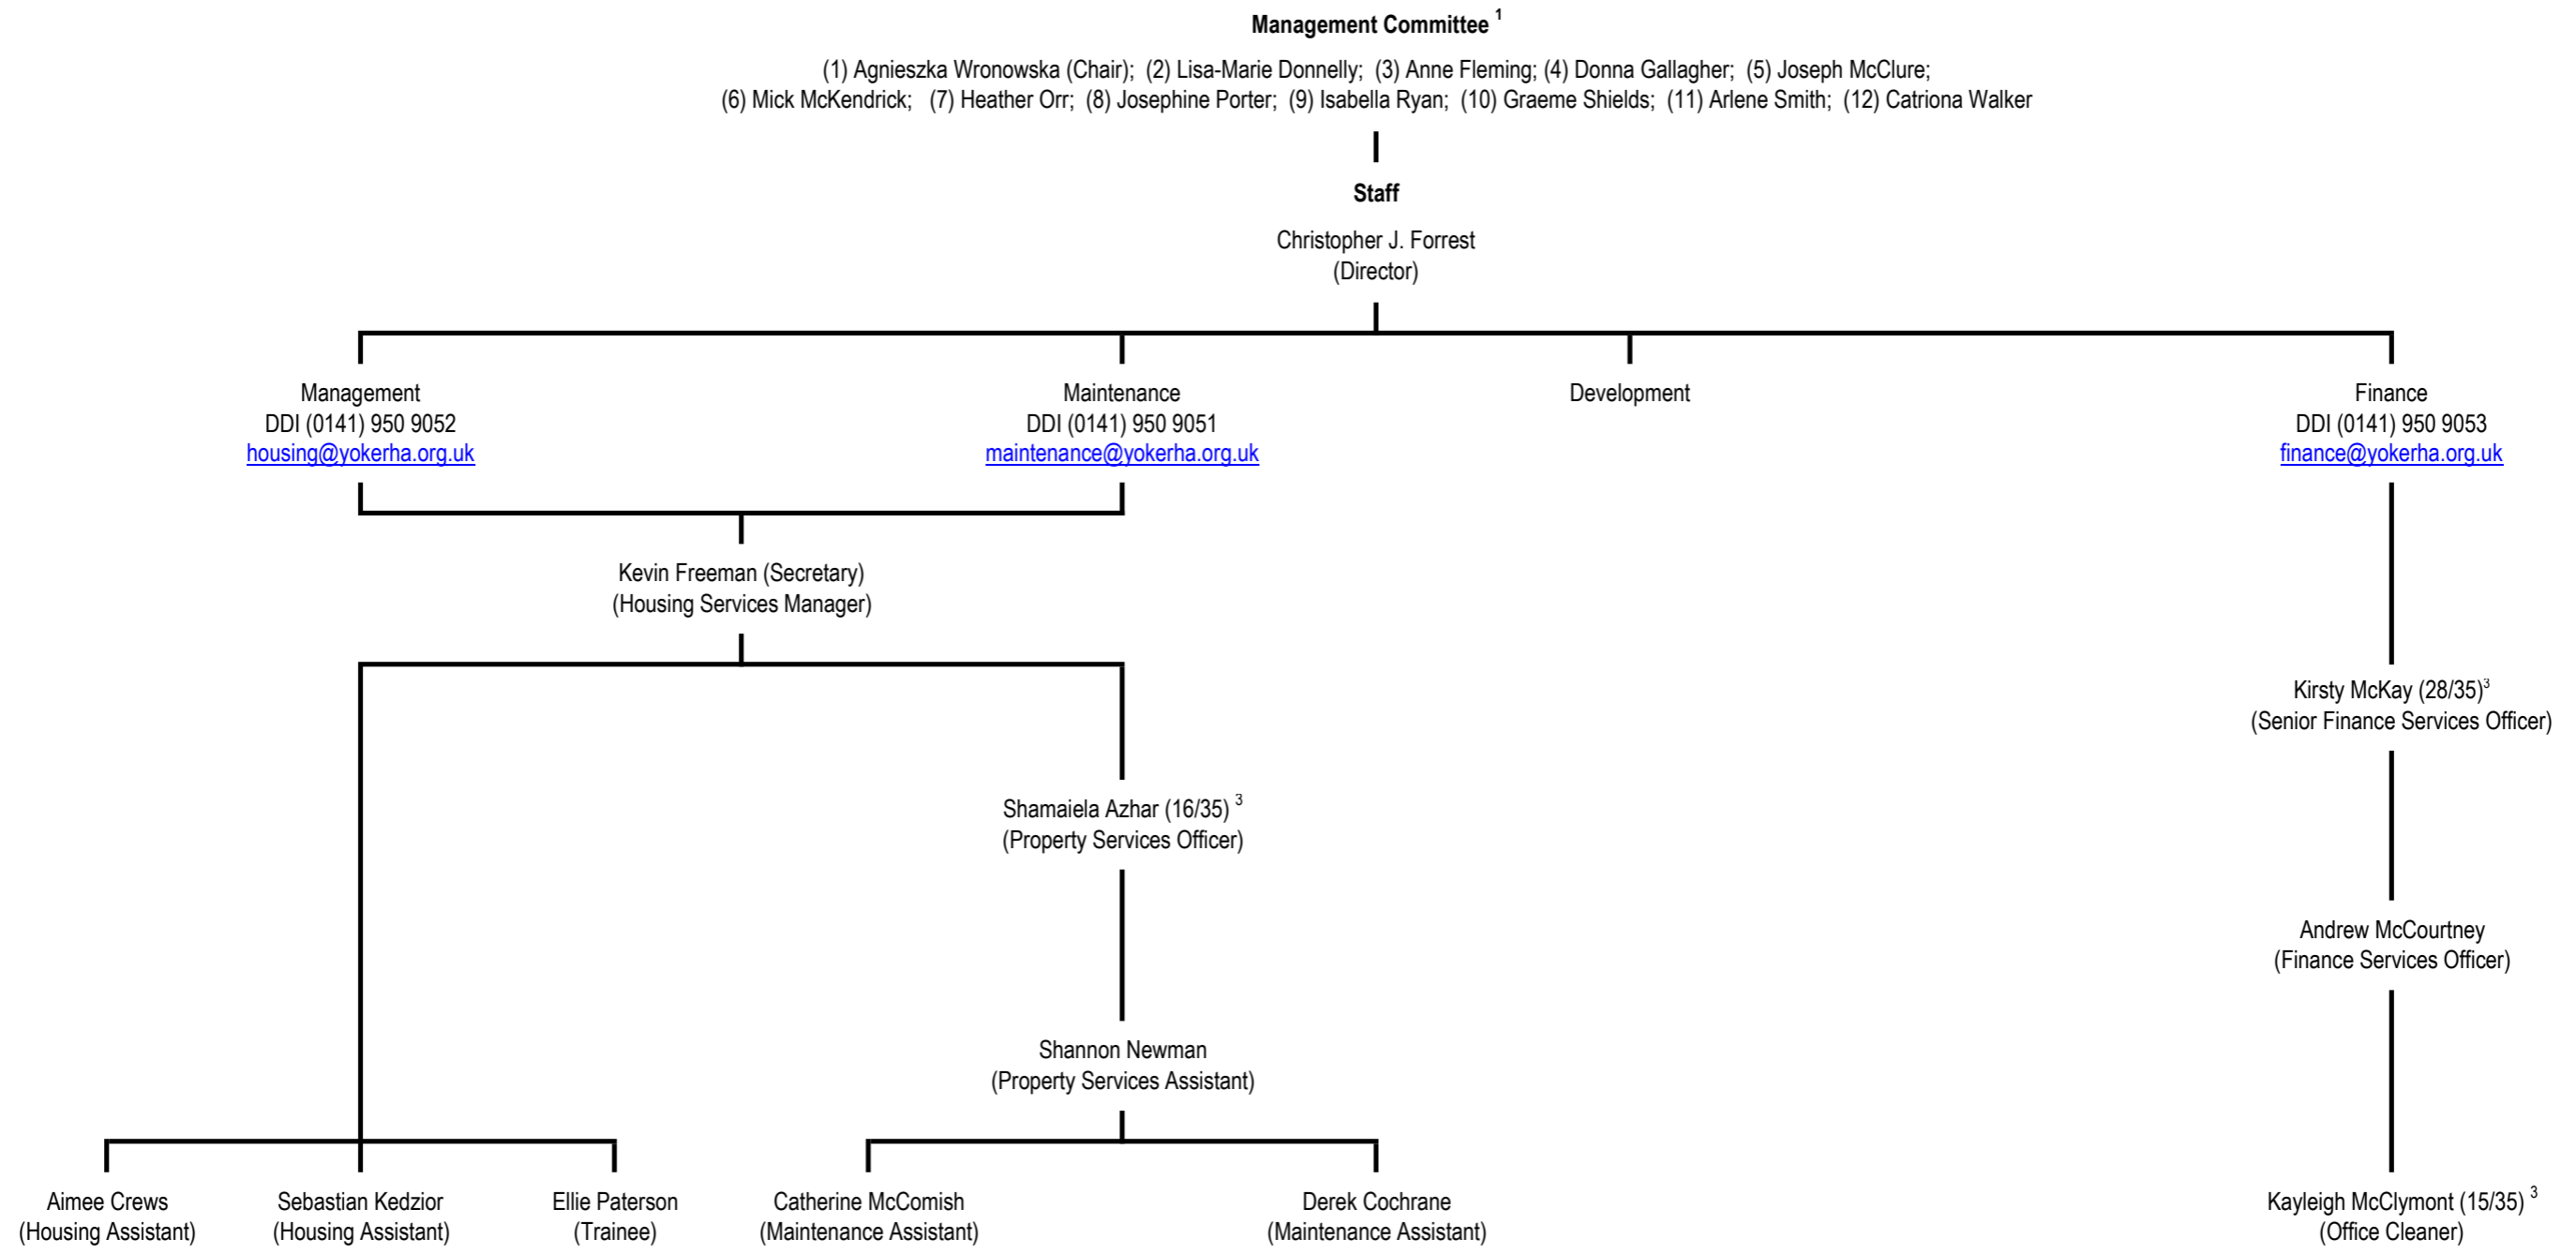 Management Committee 1
(1) Agnieszka Wronowska (Chair); (2) Lisa-Marie Donnelly; (3) Anne Fleming; (4) Donna Gallagher; (5) Joseph McClure;
(6) Mick McKendrick; (7) Heather Orr; (8) Josephine Porter; (9) Isabella Ryan; (10) Graeme Shields; (11) Arlene Smith; (12) Catriona Walker
Staff
Christopher J. Forrest
(Director)
Management
DDI (0141) 950 9052
housing@yokerha.org.uk
Maintenance
DDI (0141) 950 9051
maintenance@yokerha.org.uk
Development
Finance
DDI (0141) 950 9053
finance@yokerha.org.uk
Kevin Freeman (Secretary)
(Housing Services Manager)
Kirsty McKay (28/35)3
(Senior Finance Services Officer)
Shamaiela Azhar (16/35) 3
(Property Services Officer)
Andrew McCourtney
(Finance Services Officer)
Shannon Newman
(Property Services Assistant)
Aimee Crews
(Housing Assistant)
Sebastian Kedzior
(Housing Assistant)
Ellie Paterson
(Trainee)
Catherine McComish
(Maintenance Assistant)
Derek Cochrane
(Maintenance Assistant)
Kayleigh McClymont (15/35) 3
(Office Cleaner)